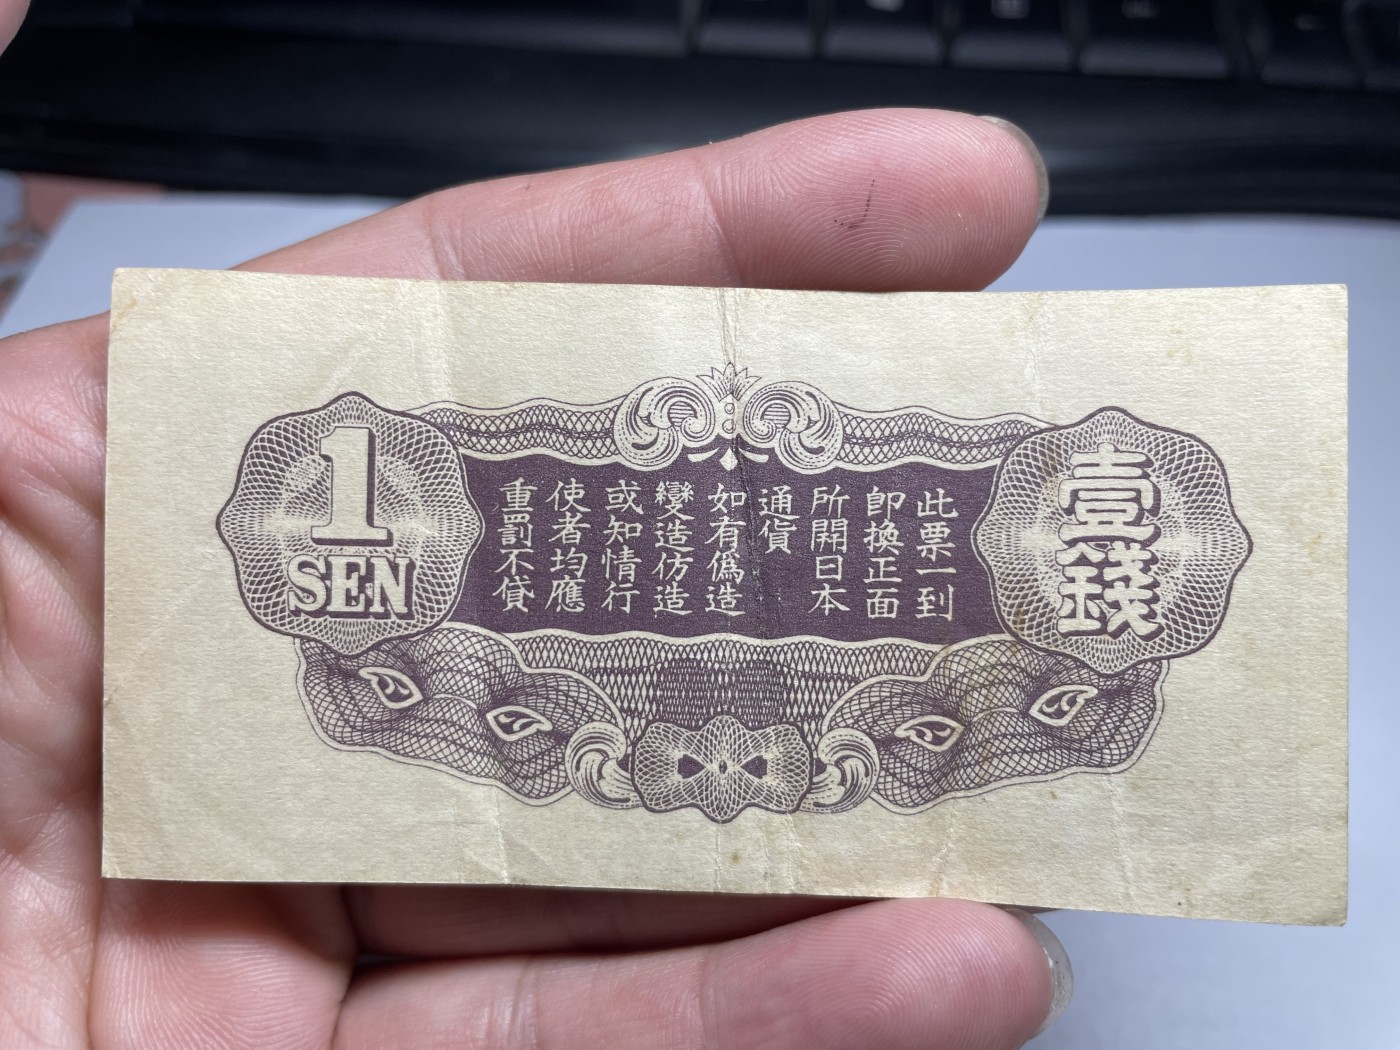 壹錢
此票一到
卽換正面
所開日本
通貨
如有僞造
變造仿造
或知情行
使者均應
重罰不貸
1
SEN